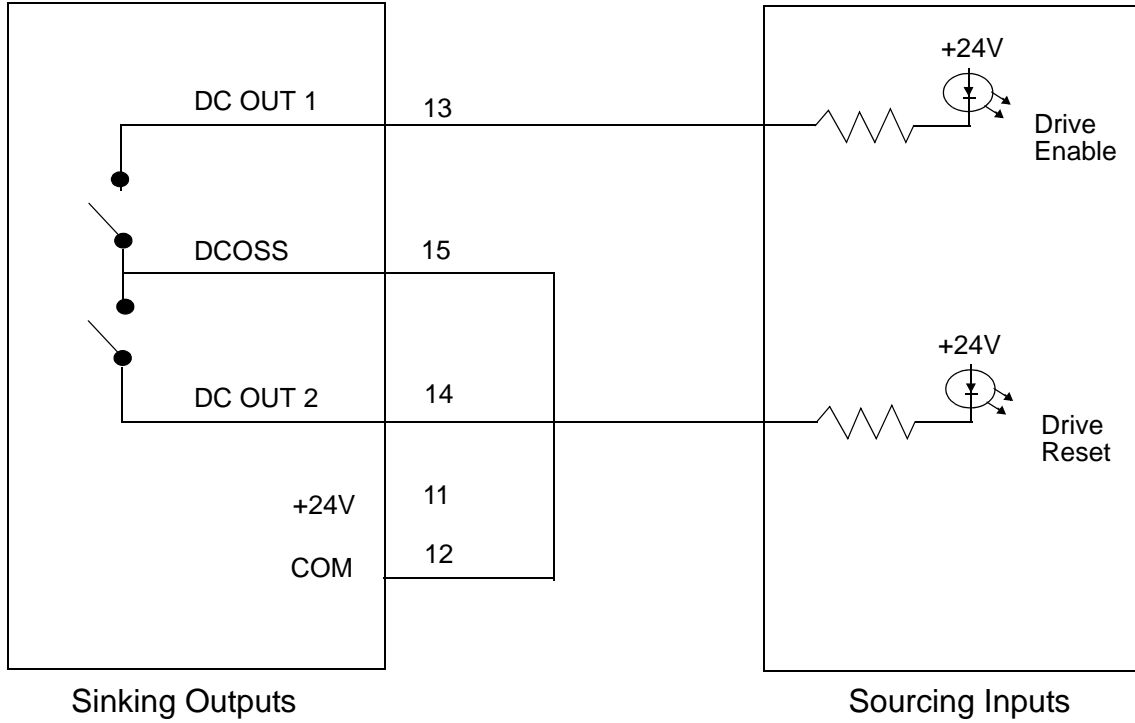 +24V
DC OUT 1
13
Drive
Enable
DCOSS
15
+24V
DC OUT 2
14
Drive
Reset
+24V
11
COM
12
Sinking Outputs
Sourcing Inputs